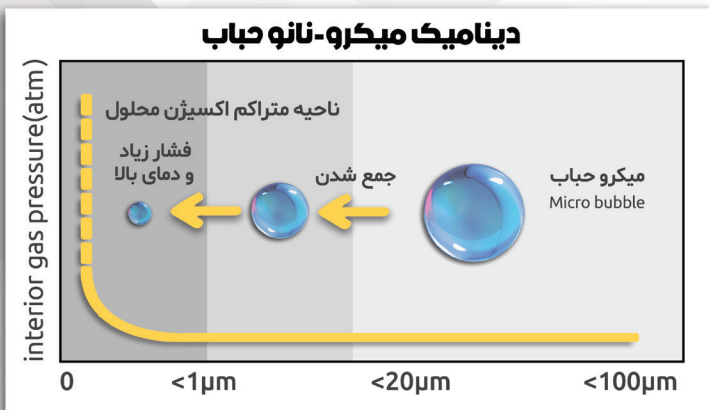 دینامیک میکرو-نانو حباب
interior gas pressure(atm)
ناحیه متراکم اکسیژن محلول
فشار زیاد
و دمای بالا
جمع شدن
میکرو حباب
Micro bubble
0
<1µm
<20µm
<100µm